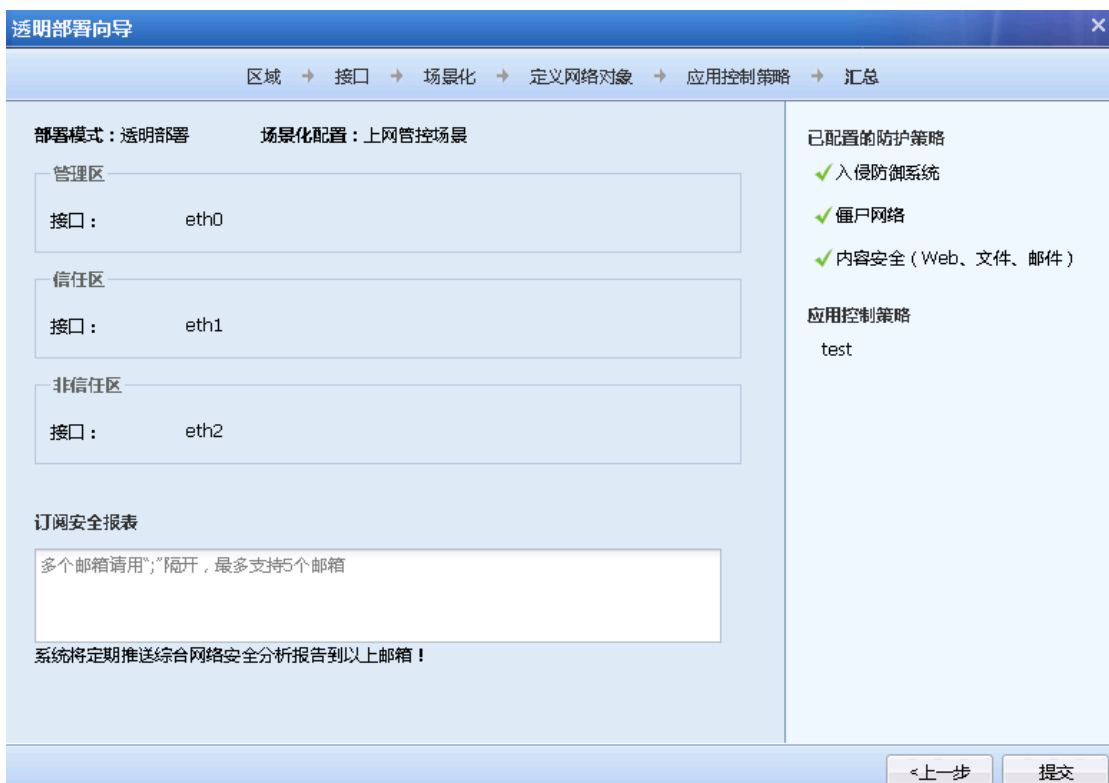 透明部署向导
区域 → 接口 → 场景化 → 定义网络对象 → 应用控制策略 → 汇总
部署模式：透明部署 场景化配置：上网管控场景
管理区
接口： eth0
信任区
接口： eth1
非信任区
接口： eth2
订阅安全报表
多个邮箱请用“;”隔开，最多支持5个邮箱
系统将定期推送综合网络安全分析报告到以上邮箱！
已配置的防护策略
入侵防御系统
僵尸网络
内容安全（Web、文件、邮件）
应用控制策略
test
<上一步 提交